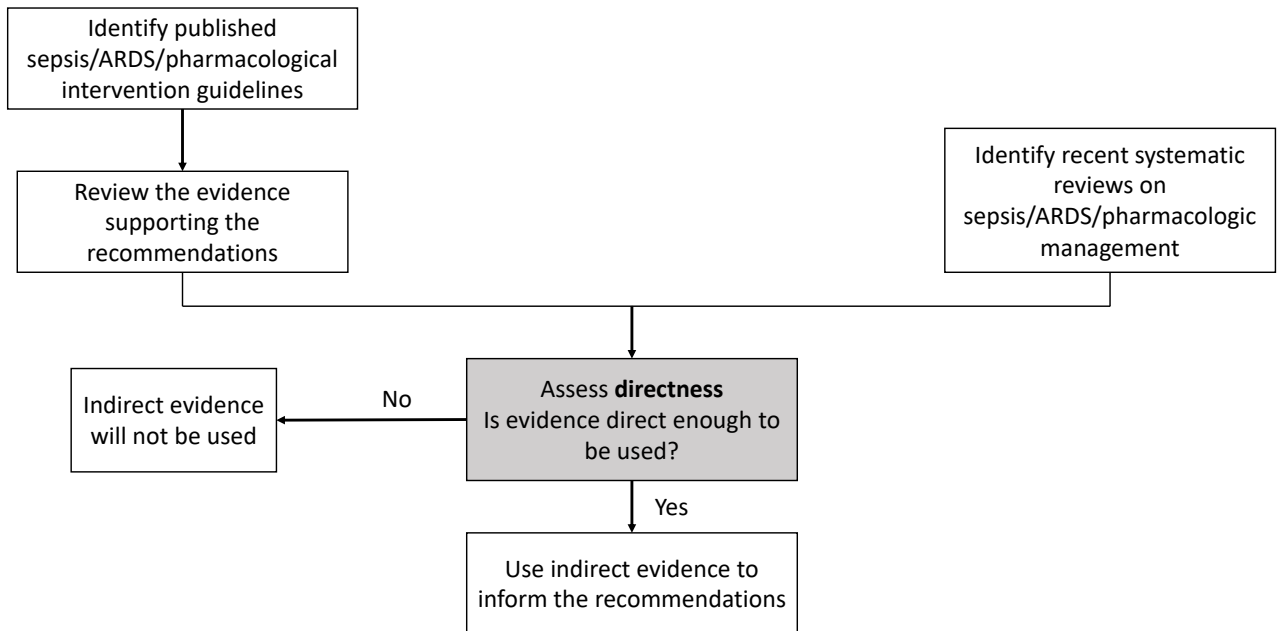 Identify published
sepsis/ARDS/pharmacological
intervention guidelines
Review the evidence
supporting the
recommendations
Identify recent systematic
reviews on
sepsis/ARDS/pharmacologic
management
Assess directness
Is evidence direct enough to
be used?
No
Indirect evidence
will not be used
Yes
Use indirect evidence to
inform the recommendations